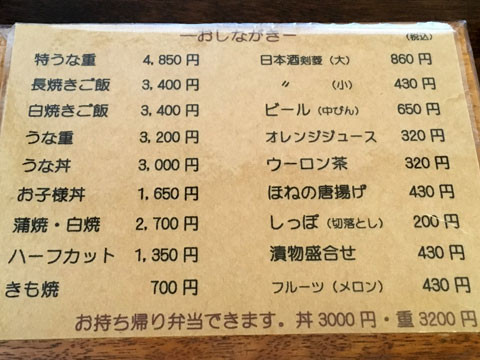 ーおしながきー (税込)
特うな重 4,850円
長焼きご飯 3,400円
白焼きご飯 3,400円
うな重 3,200円
うな丼 3,000円
お子様丼 1,650円
蒲焼・白焼 2,700円
ハーフカット 1,350円
きも焼 700円
日本酒剣菱(大) 860円
〃 (小) 430円
ビール(中びん) 650円
オレンジジュース 320円
ウーロン茶 320円
ほねの唐揚げ 430円
しっぽ(切落とし) 200円
漬物盛合せ 430円
フルーツ(メロン) 430円
お持ち帰り弁当できます。丼3000円・重3200円